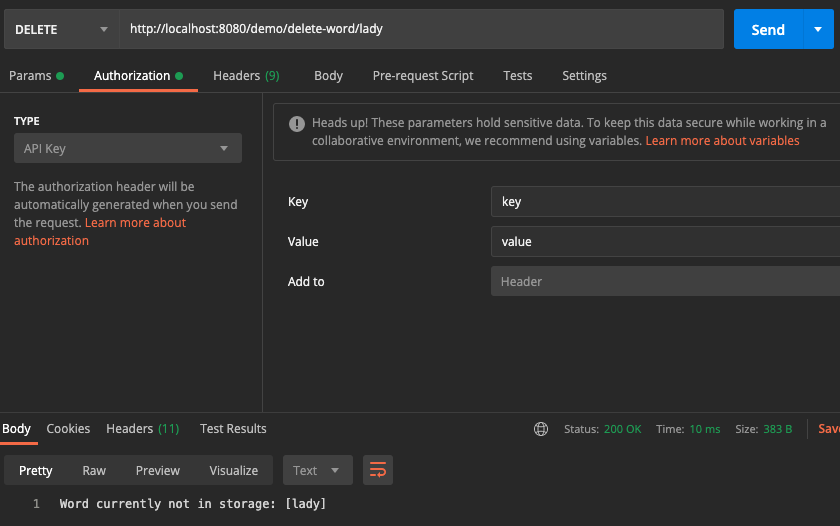 DELETE http://localhost:8080/demo/delete-word/lady Send
Params Authorization Headers (9) Body Pre-request Script Tests Settings
TYPE
API Key
The authorization header will be
automatically generated when you send
the request. Learn more about
authorization
Heads up! These parameters hold sensitive data. To keep this data secure while working in a
collaborative environment, we recommend using variables. Learn more about variables
Key key
Value value
Add to Header
Body Cookies Headers (11) Test Results Status: 200 OK Time: 10 ms Size: 383 B Save
Pretty Raw Preview Visualize Text
1 Word currently not in storage: [lady]